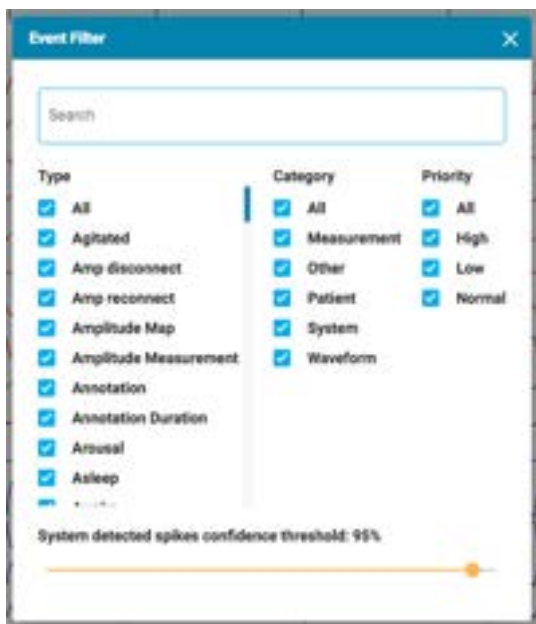 Event Filter
Search
Type
All
Agitated
Amp disconnect
Amp reconnect
Amplitude Map
Amplitude Measurement
Annotation
Annotation Duration
Arousal
Asleep
Category
All
Measurement
Other
Patient
System
Waveform
Priority
All
High
Low
Normal
System detected spikes confidence threshold: 95%